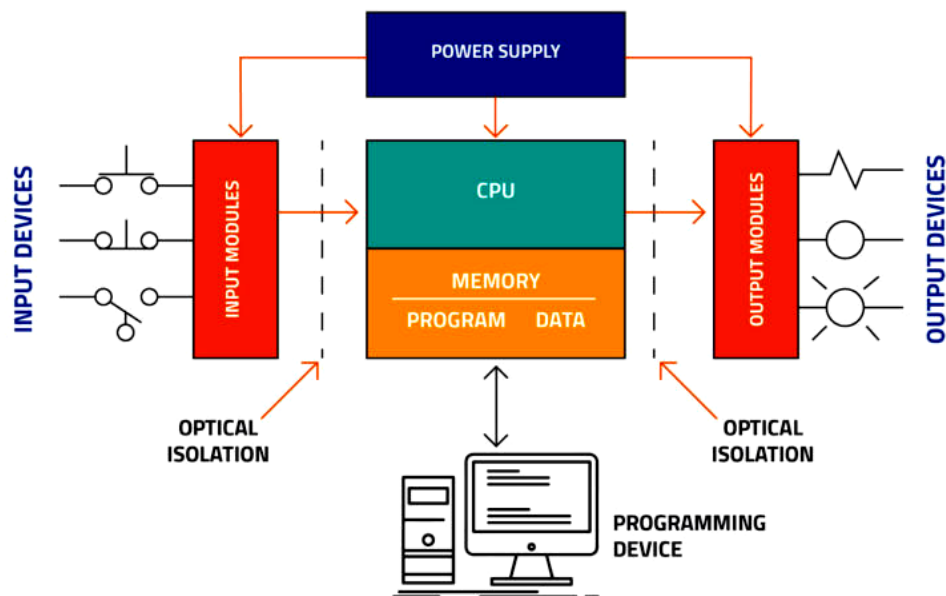 POWER SUPPLY
INPUT DEVICES
INPUT MODULES
CPU
MEMORY
PROGRAM DATA
OUTPUT MODULES
OUTPUT DEVICES
OPTICAL
ISOLATION
OPTICAL
ISOLATION
PROGRAMMING
DEVICE